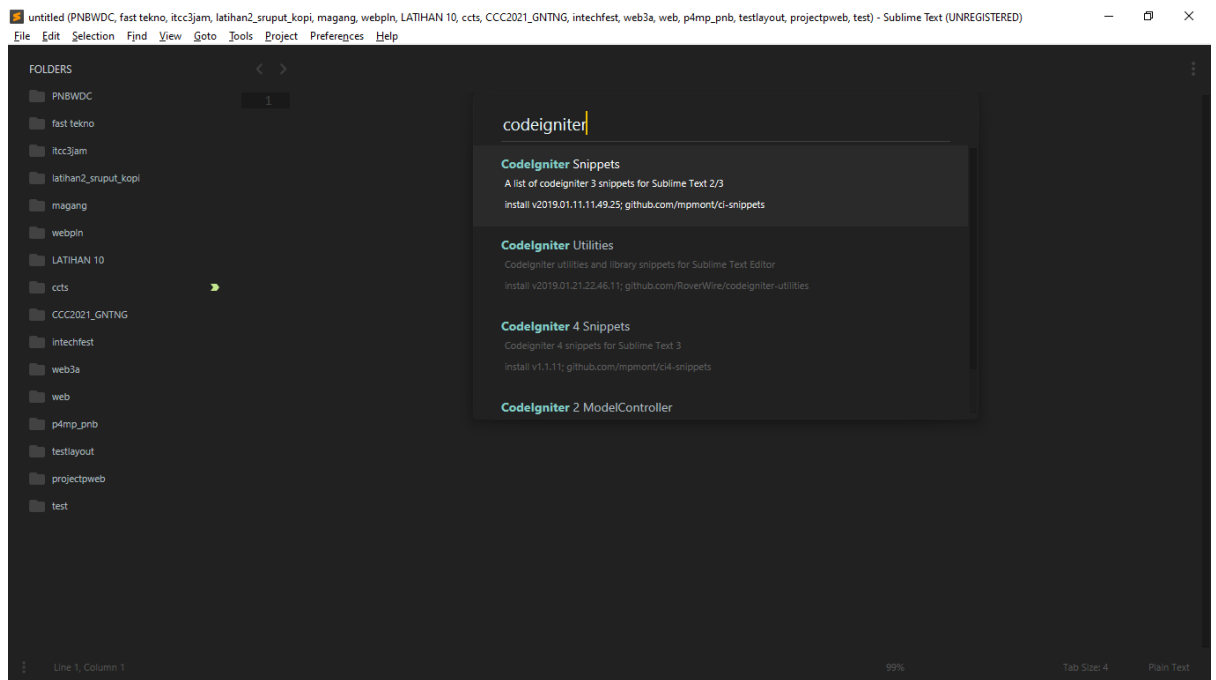 untitled (PNBWDC, fast tekno, itcc3jam, latihan2_sruput_kopi, magang, webpln, LATIHAN 10, ccts, CCC2021_GNTNG, intechfest, web3a, web, p4mp_pnb, testlayout, projectpweb, test) - Sublime Text (UNREGISTERED)
File Edit Selection Find View Goto Tools Project Preferences Help
FOLDERS
PNBWDC
fast tekno
itcc3jam
latihan2_sruput_kopi
magang
webpln
LATIHAN 10
ccts
CCC2021_GNTNG
intechfest
web3a
web
p4mp_pnb
testlayout
projectpweb
test
1
codeigniter
CodeIgniter Snippets
A list of codeigniter 3 snippets for Sublime Text 2/3
install v2019.01.11.11.49.25; github.com/mpmont/ci-snippets
CodeIgniter Utilities
CodeIgniter utilities and library snippets for Sublime Text Editor
install v2019.01.21.22.46.11; github.com/RoverWire/codeigniter-utilities
CodeIgniter 4 Snippets
Codeigniter 4 snippets for Sublime Text 3
install v1.1.11; github.com/mpmont/ci4-snippets
CodeIgniter 2 ModelController
Line 1, Column 1
99%
Tab Size: 4
Plain Text